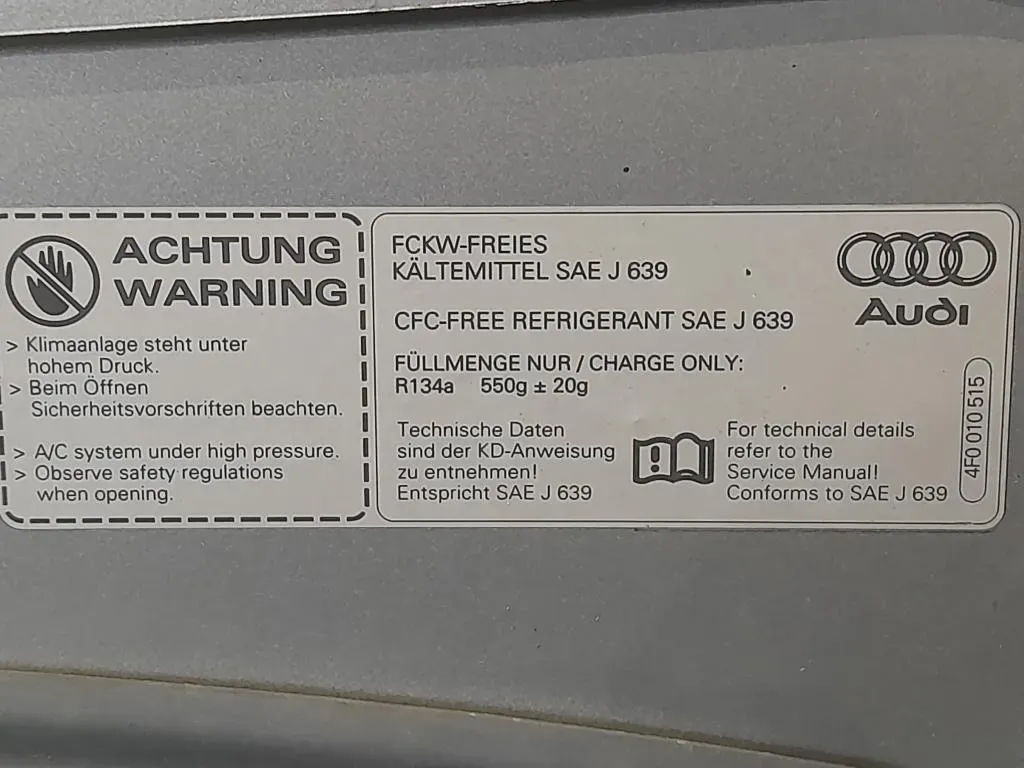 ACHTUNG
WARNING
> Klimaanlage steht unter
hohem Druck.
> Beim Öffnen
Sicherheitsvorschriften beachten.
> A/C system under high pressure.
> Observe safety regulations
when opening.
FCKW-FREIES
KÄLTEMITTEL SAE J 639
CFC-FREE REFRIGERANT SAE J 639
FÜLLMENGE NUR / CHARGE ONLY:
R134a 550g ± 20g
Technische Daten
sind der KD-Anweisung
zu entnehmen!
Entspricht SAE J 639
For technical details
refer to the
Service Manual!
Conforms to SAE J 639
Audi
4F0 010 515